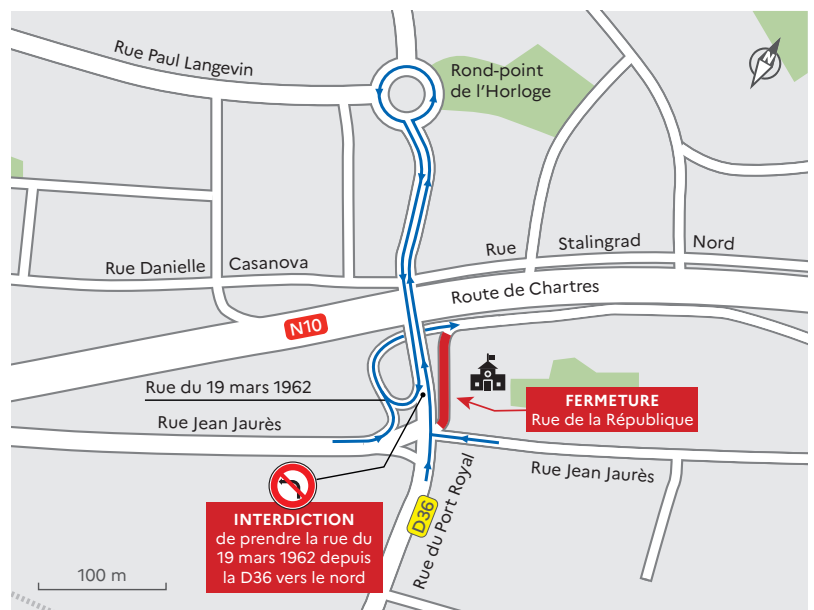 Rue Paul Langevin
Rond-point
de l'Horloge
Rue Stalingrad Nord
Rue Danielle Casanova
Route de Chartres
N10
Rue du 19 mars 1962
Rue Jean Jaurès
FERMETURE
Rue de la République
Rue Jean Jaurès
INTERDICTION
de prendre la rue du
19 mars 1962 depuis
la D36 vers le nord
D36
Rue du Port Royal
100 m